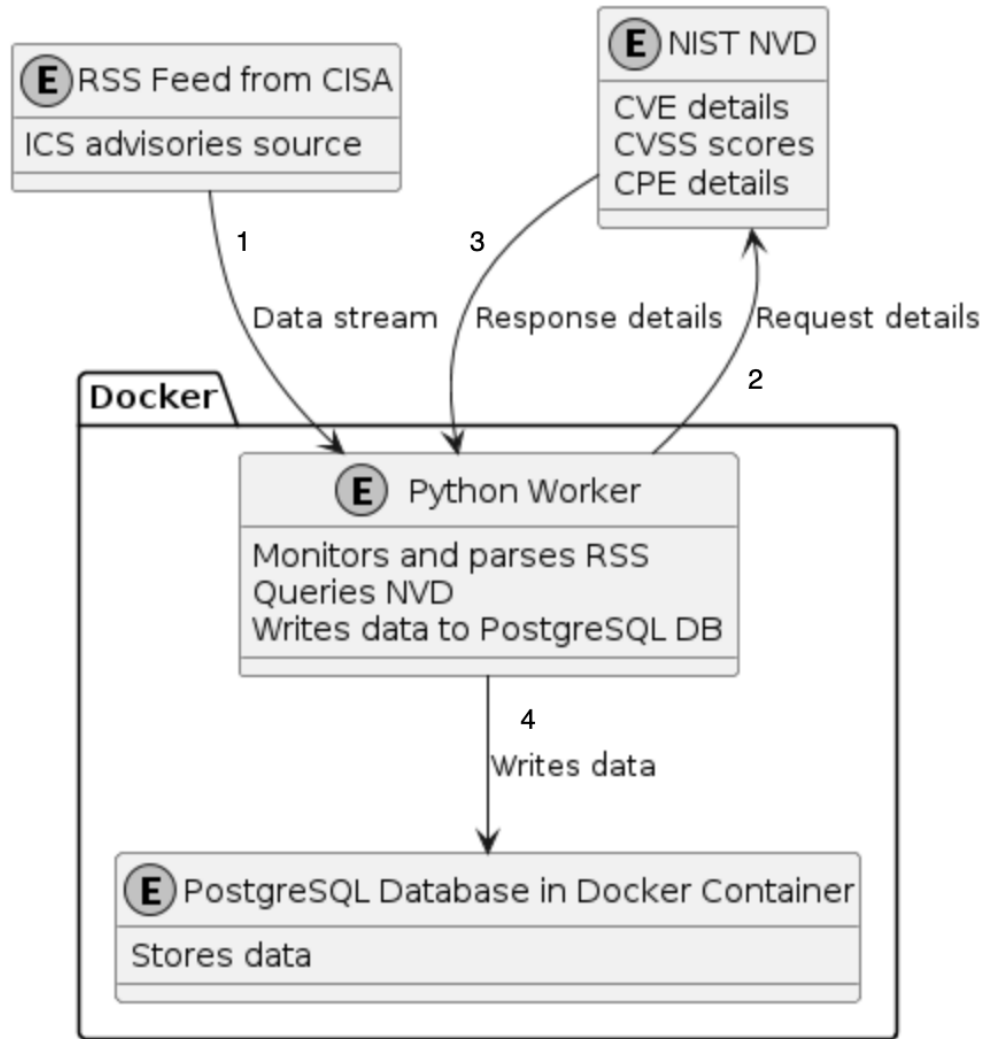 E RSS Feed from CISA
ICS advisories source
E NIST NVD
CVE details
CVSS scores
CPE details
1
3
Data stream
Response details
Request details
2
Docker
E Python Worker
Monitors and parses RSS
Queries NVD
Writes data to PostgreSQL DB
4
Writes data
E PostgreSQL Database in Docker Container
Stores data